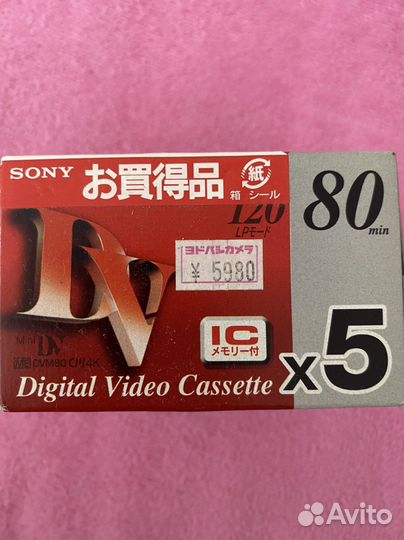 SONY お買得品 紙 80 min
箱 シール
120
LPモード
ヨドバシカメラ
¥ 5980
DV
Mini DV
IC
メモリー付
ME DVM80
Digital Video Cassette x5
Avito